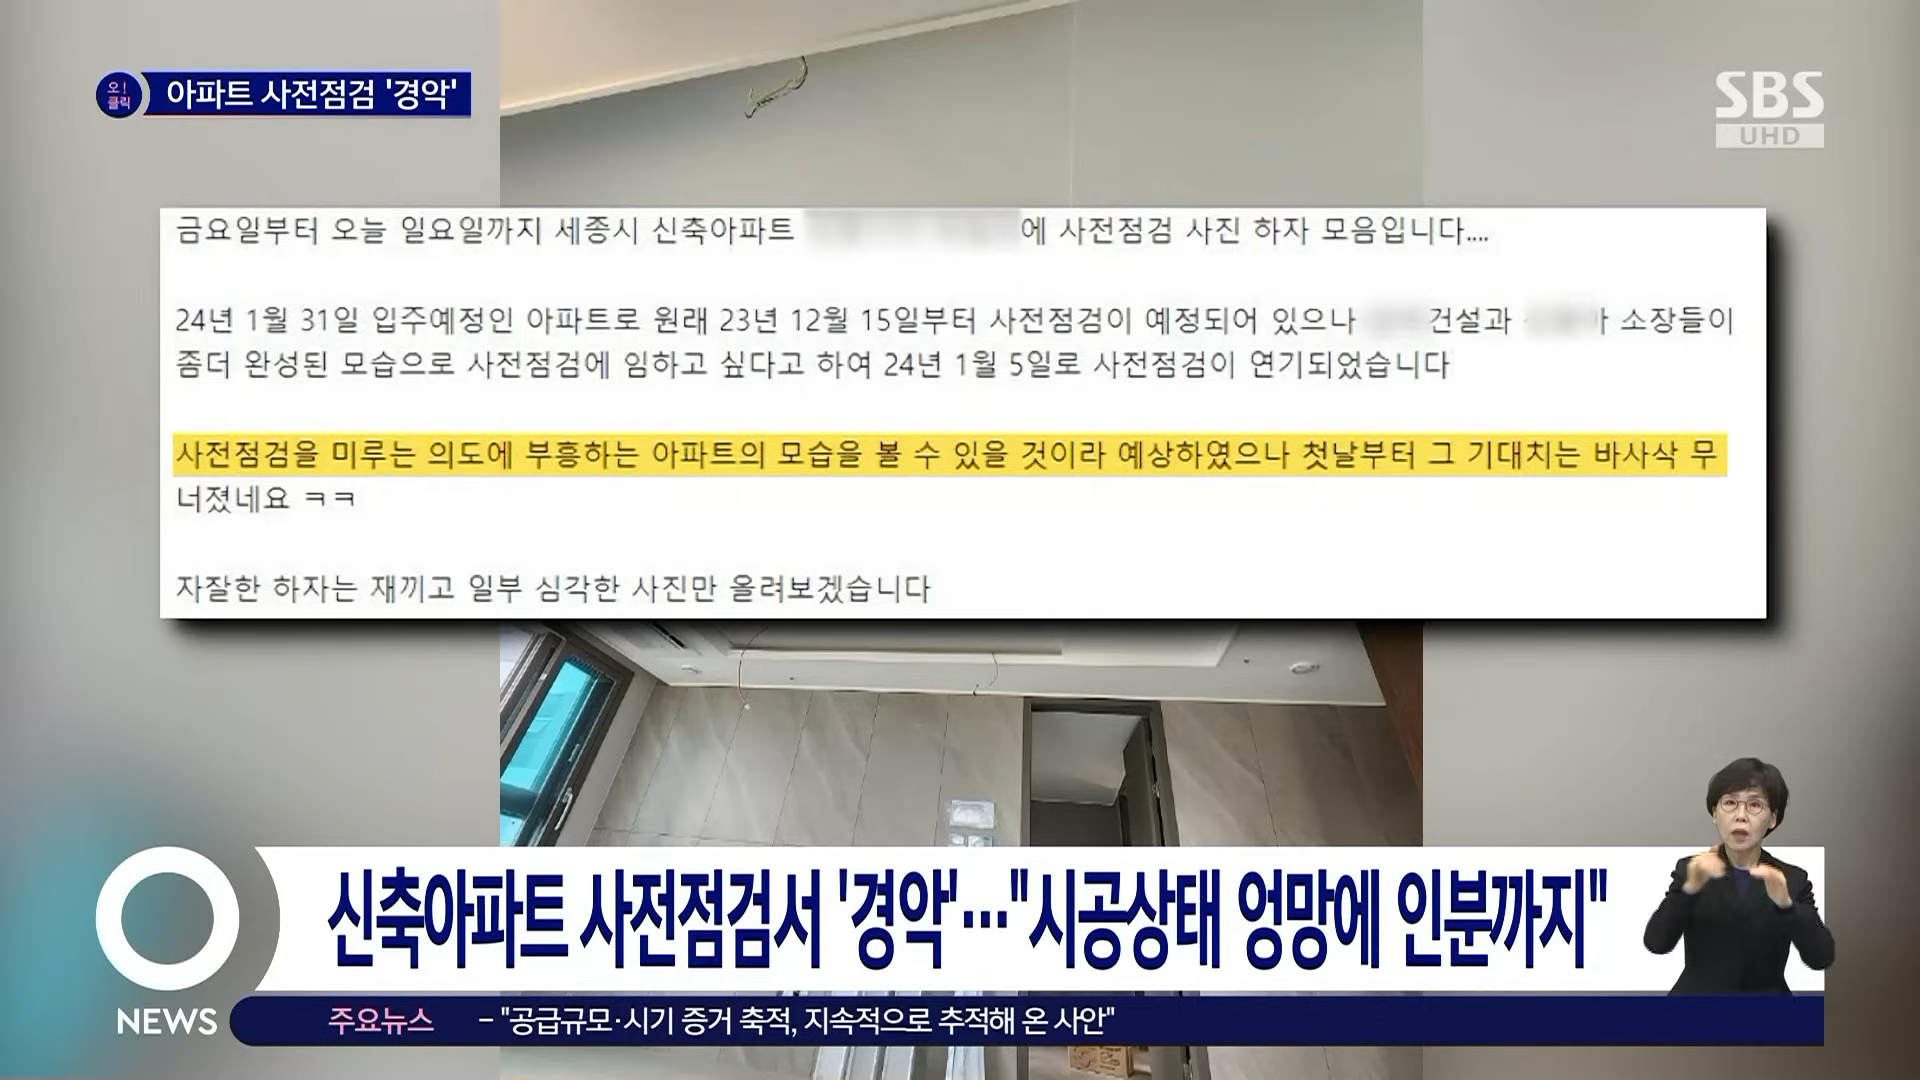 오!
클릭
아파트 사전점검 '경악'
SBS
UHD
금요일부터 오늘 일요일까지 세종시 신축아파트 에 사전점검 사진 하자 모음입니다....
24년 1월 31일 입주예정인 아파트로 원래 23년 12월 15일부터 사전점검이 예정되어 있으나 건설과 소장들이
좀더 완성된 모습으로 사전점검에 임하고 싶다고 하여 24년 1월 5일로 사전점검이 연기되었습니다
사전점검을 미루는 의도에 부흥하는 아파트의 모습을 볼 수 있을 것이라 예상하였으나 첫날부터 그 기대치는 바사삭 무
너졌네요 ㅋㅋ
자잘한 하자는 재끼고 일부 심각한 사진만 올려보겠습니다
신축아파트 사전점검서 '경악'…"시공상태 엉망에 인분까지"
NEWS
주요뉴스 - "공급규모·시기 증거 축적, 지속적으로 추적해 온 사안"